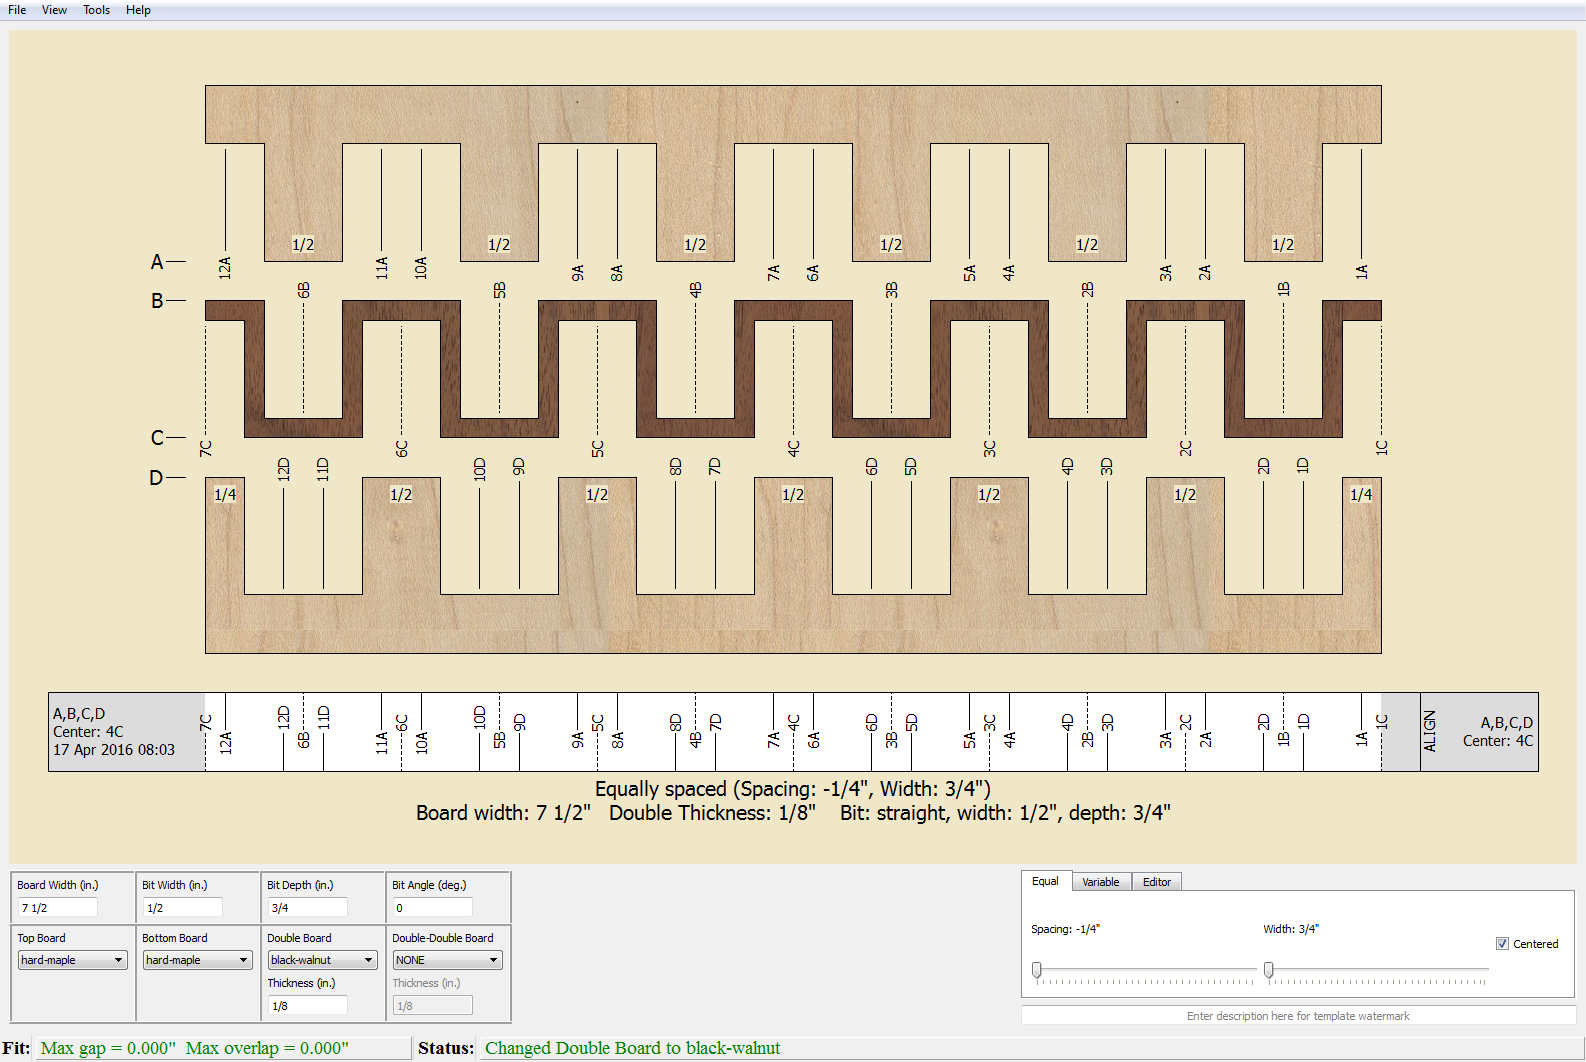 File View Tools Help
1/2 1/2 1/2 1/2 1/2 1/2
A
12A 11A 10A 9A 8A 7A 6A 5A 4A 3A 2A 1A
B
6B 5B 4B 3B 2B 1B
C
7C 6C 5C 4C 3C 2C 1C
12D 11D 10D 9D 8D 7D 6D 5D 4D 3D 2D 1D
D
1/4 1/2 1/2 1/2 1/2 1/2 1/4
A,B,C,D
Center: 4C
17 Apr 2016 08:03
7C 12A 12D 6B 11D 11A 6C 10A 10D 5B 9D 9A 5C 8A 8D 4B 7D 7A 4C 6A 6D 3B 5D 5A 3C 4A 4D 2B 3D 3A 2C 2A 2D 1B 1D 1A 1C
ALIGN
A,B,C,D
Center: 4C
Equally spaced (Spacing: -1/4", Width: 3/4")
Board width: 7 1/2" Double Thickness: 1/8" Bit: straight, width: 1/2", depth: 3/4"
Board Width (in.) Bit Width (in.) Bit Depth (in.) Bit Angle (deg.)
7 1/2 1/2 3/4 0
Top Board Bottom Board Double Board Double-Double Board
hard-maple hard-maple black-walnut NONE
Thickness (in.) Thickness (in.)
1/8 1/8
Equal Variable Editor
Spacing: -1/4" Width: 3/4"
Centered
Enter description here for template watermark
Fit: Max gap = 0.000" Max overlap = 0.000" Status: Changed Double Board to black-walnut